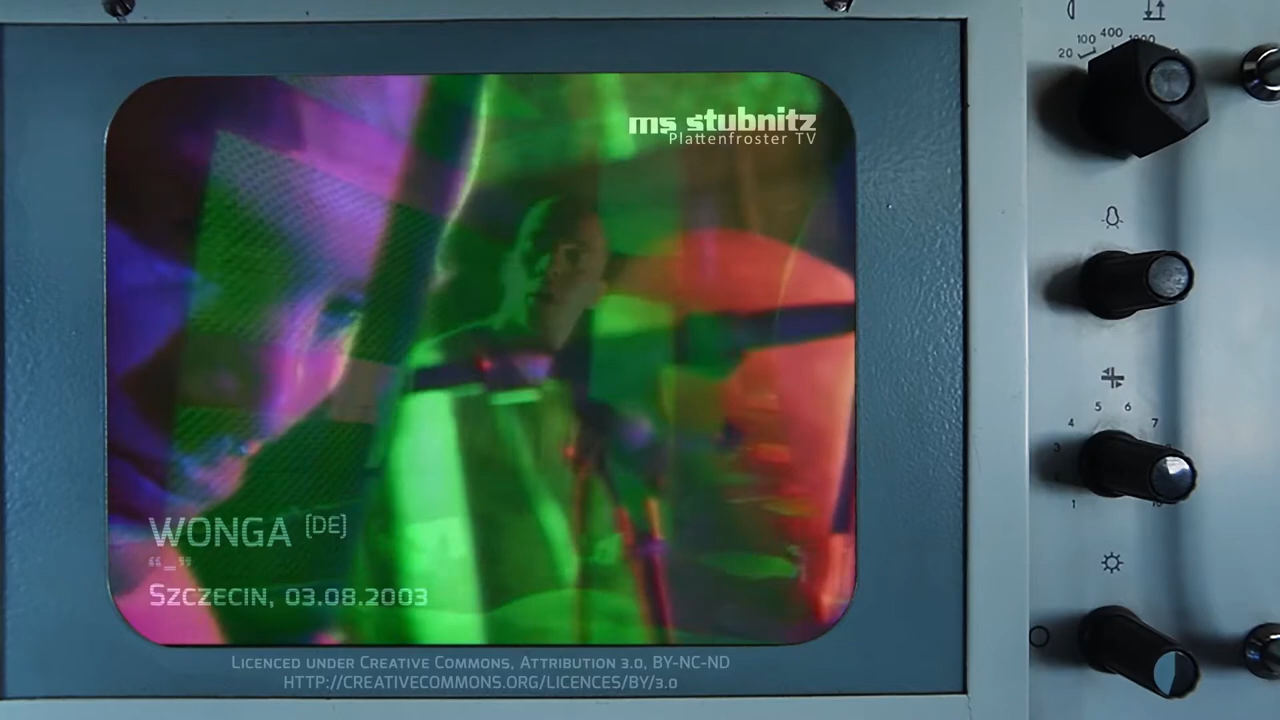 ms stubnitz
Plattenfroster TV
20 100 400 1000
WONGA [DE]
"_"
SZCZECIN, 03.08.2003
4 5 6 7
3
1 10
LICENCED UNDER CREATIVE COMMONS, ATTRIBUTION 3.0, BY-NC-ND
HTTP://CREATIVECOMMONS.ORG/LICENCES/BY/3.0